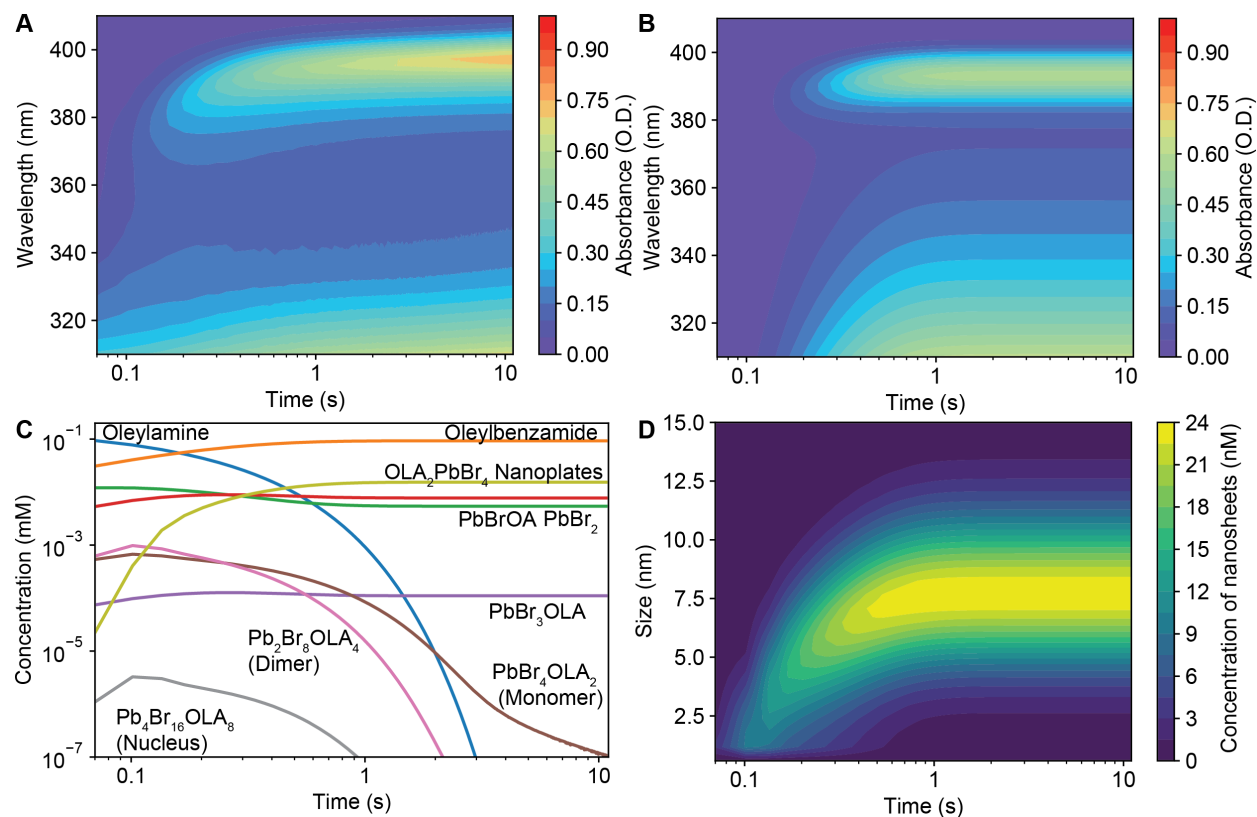 A
400
380
360
340
320
Wavelength (nm)
0.1
1
10
Time (s)
0.90
0.75
0.60
0.45
0.30
0.15
0.00
Absorbance (O.D.)
B
400
380
360
340
320
Wavelength (nm)
0.1
1
10
Time (s)
0.90
0.75
0.60
0.45
0.30
0.15
0.00
Absorbance (O.D.)
C
10⁻¹
10⁻³
10⁻⁵
10⁻⁷
Concentration (mM)
Oleylamine
Oleylbenzamide
OLA₂PbBr₄ Nanoplates
PbBrOA PbBr₂
PbBr₃OLA
Pb₂Br₈OLA₄
(Dimer)
PbBr₄OLA₂
(Monomer)
Pb₄Br₁₆OLA₈
(Nucleus)
0.1
1
10
Time (s)
D
15.0
12.5
10.0
7.5
5.0
2.5
Size (nm)
0.1
1
10
Time (s)
24
21
18
15
12
9
6
3
0
Concentration of nanosheets (nM)